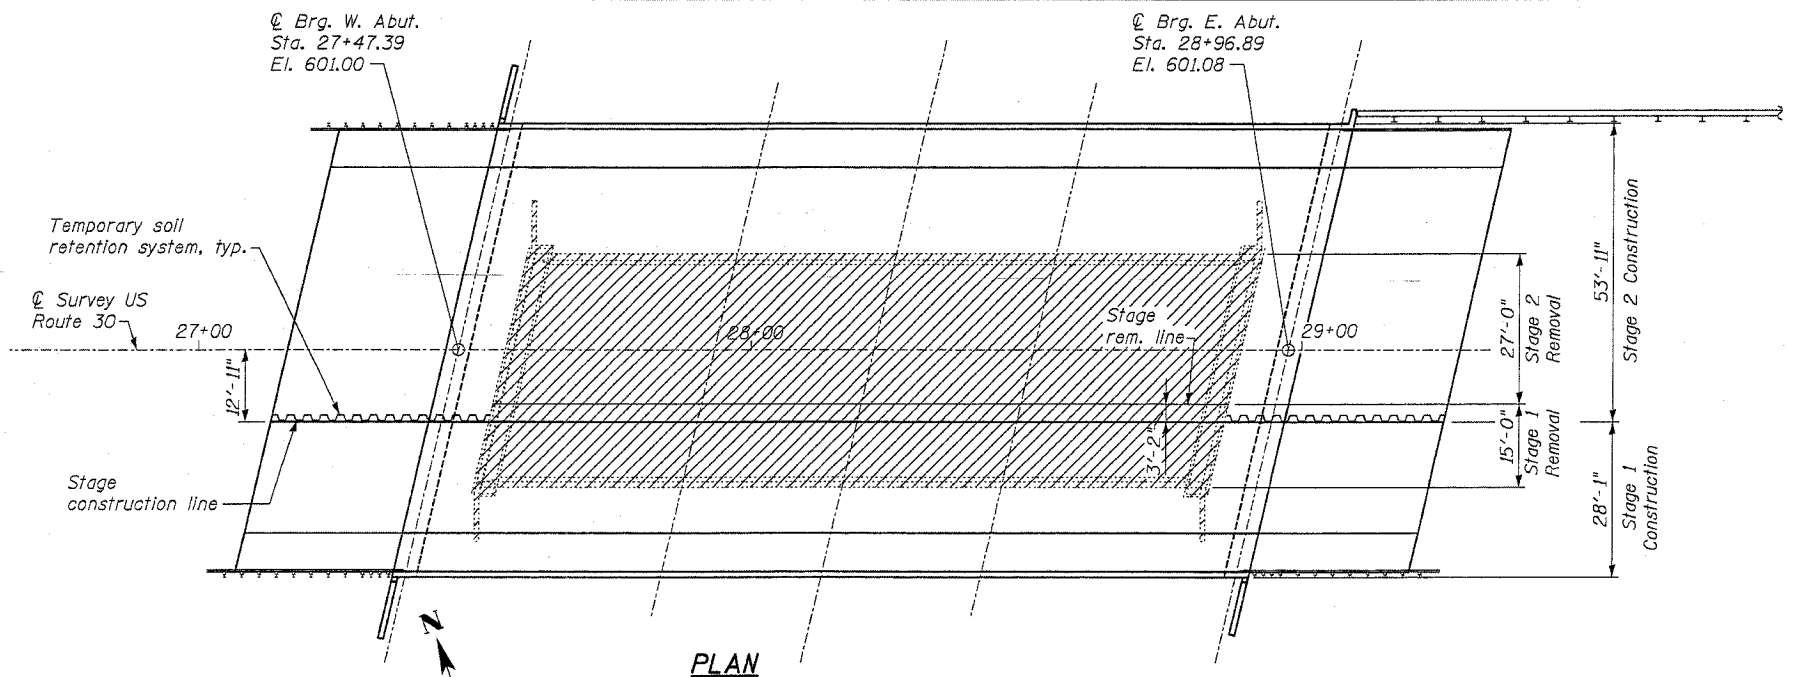 ℄ Brg. W. Abut.
Sta. 27+47.39
El. 601.00
℄ Brg. E. Abut.
Sta. 28+96.89
El. 601.08
Temporary soil
retention system, typ.
℄ Survey US
Route 30
27+00
28+00
Stage
rem. line
29+00
12'-11"
3'-2"
27'-0"
Stage 2
Removal
15'-0"
Stage 1
Removal
53'-11"
Stage 2 Construction
28'-1"
Stage 1
Construction
Stage
construction line
N
PLAN